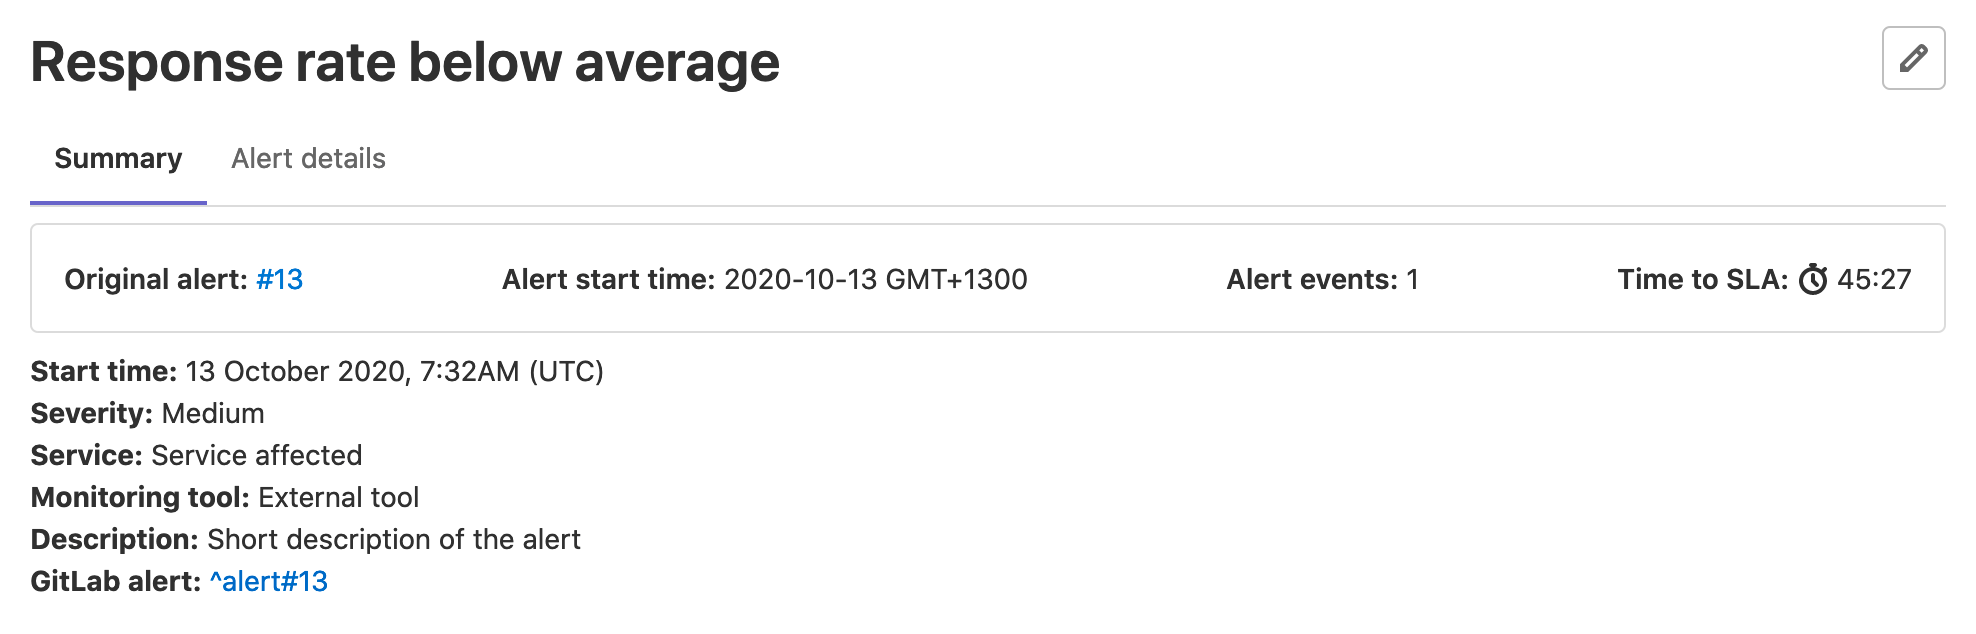 Response rate below average
Summary Alert details
Original alert: #13 Alert start time: 2020-10-13 GMT+1300 Alert events: 1 Time to SLA: 45:27
Start time: 13 October 2020, 7:32AM (UTC)
Severity: Medium
Service: Service affected
Monitoring tool: External tool
Description: Short description of the alert
GitLab alert: ^alert#13